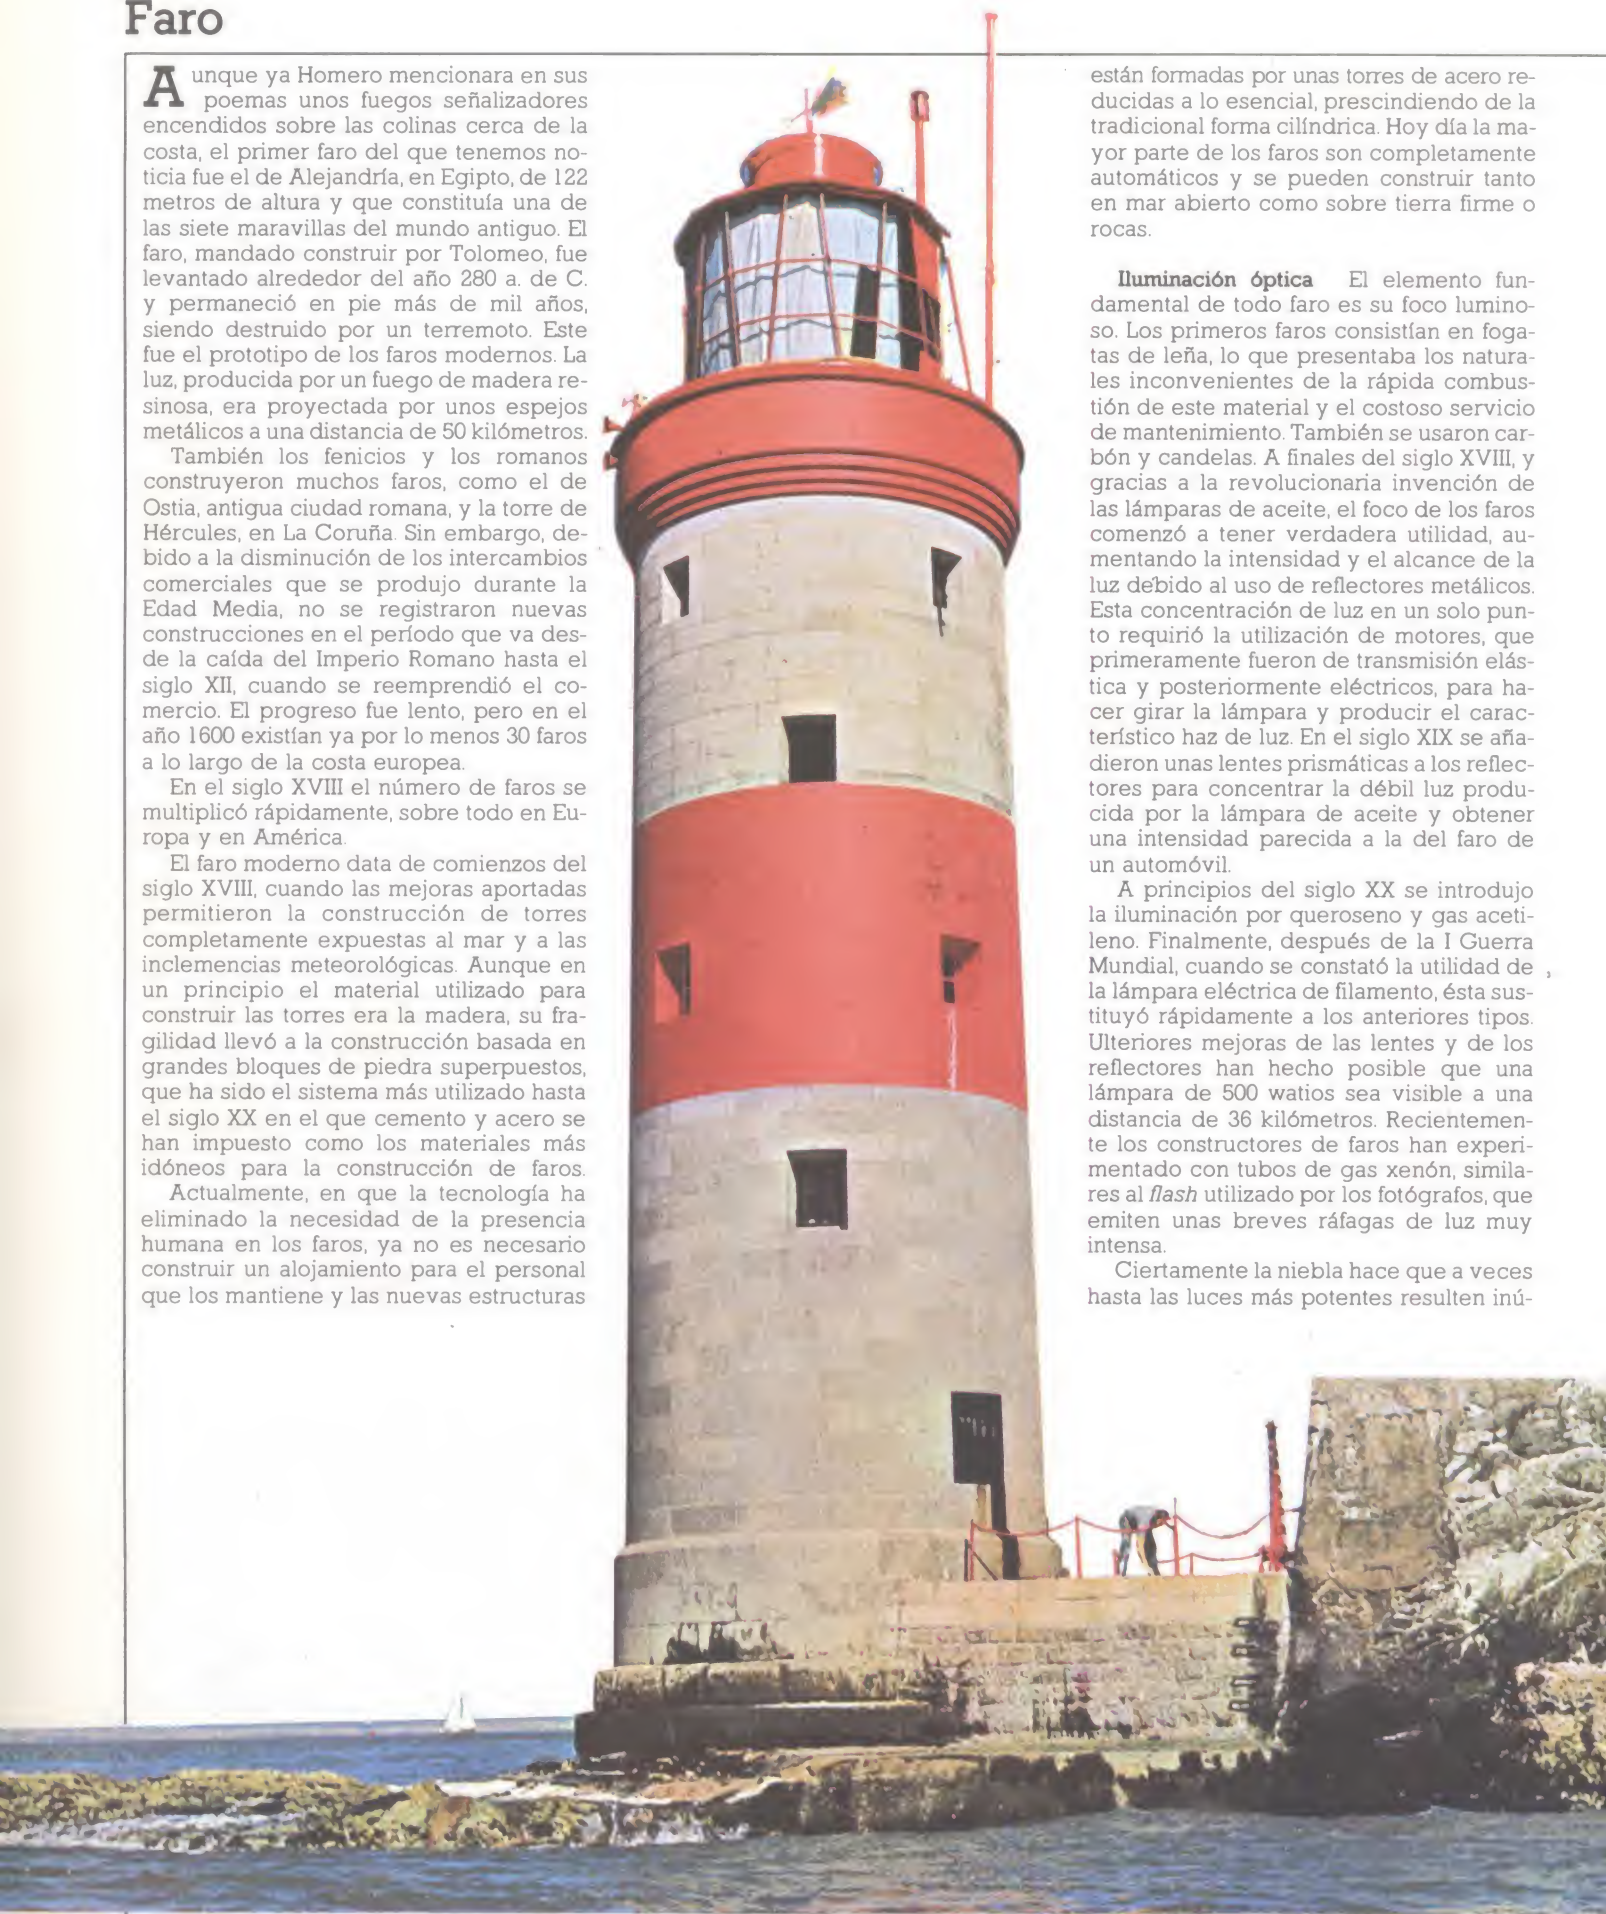 Faro
Aunque ya Homero mencionara en sus
poemas unos fuegos señalizadores
encendidos sobre las colinas cerca de la
costa, el primer faro del que tenemos no-
ticia fue el de Alejandría, en Egipto, de 122
metros de altura y que constituía una de
las siete maravillas del mundo antiguo. El
faro, mandado construir por Tolomeo, fue
levantado alrededor del año 280 a. de C.
y permaneció en pie más de mil años,
siendo destruido por un terremoto. Este
fue el prototipo de los faros modernos. La
luz, producida por un fuego de madera re-
sinosa, era proyectada por unos espejos
metálicos a una distancia de 50 kilómetros.
También los fenicios y los romanos
construyeron muchos faros, como el de
Ostia, antigua ciudad romana, y la torre de
Hércules, en La Coruña. Sin embargo, de-
bido a la disminución de los intercambios
comerciales que se produjo durante la
Edad Media, no se registraron nuevas
construcciones en el período que va des-
de la caída del Imperio Romano hasta el
siglo XII, cuando se reemprendió el co-
mercio. El progreso fue lento, pero en el
año 1600 existían ya por lo menos 30 faros
a lo largo de la costa europea.
En el siglo XVIII el número de faros se
multiplicó rápidamente, sobre todo en Eu-
ropa y en América.
El faro moderno data de comienzos del
siglo XVIII, cuando las mejoras aportadas
permitieron la construcción de torres
completamente expuestas al mar y a las
inclemencias meteorológicas. Aunque en
un principio el material utilizado para
construir las torres era la madera, su fra-
gilidad llevó a la construcción basada en
grandes bloques de piedra superpuestos,
que ha sido el sistema más utilizado hasta
el siglo XX en el que cemento y acero se
han impuesto como los materiales más
idóneos para la construcción de faros.
Actualmente, en que la tecnología ha
eliminado la necesidad de la presencia
humana en los faros, ya no es necesario
construir un alojamiento para el personal
que los mantiene y las nuevas estructuras
están formadas por unas torres de acero re-
ducidas a lo esencial, prescindiendo de la
tradicional forma cilíndrica. Hoy día la ma-
yor parte de los faros son completamente
automáticos y se pueden construir tanto
en mar abierto como sobre tierra firme o
rocas.
Iluminación óptica El elemento fun-
damental de todo faro es su foco lumino-
so. Los primeros faros consistían en foga-
tas de leña, lo que presentaba los natura-
les inconvenientes de la rápida combus-
tión de este material y el costoso servicio
de mantenimiento. También se usaron car-
bón y candelas. A finales del siglo XVIII, y
gracias a la revolucionaria invención de
las lámparas de aceite, el foco de los faros
comenzó a tener verdadera utilidad, au-
mentando la intensidad y el alcance de la
luz debido al uso de reflectores metálicos.
Esta concentración de luz en un solo pun-
to requirió la utilización de motores, que
primeramente fueron de transmisión elás-
tica y posteriormente eléctricos, para ha-
cer girar la lámpara y producir el carac-
terístico haz de luz. En el siglo XIX se aña-
dieron unas lentes prismáticas a los reflec-
tores para concentrar la débil luz produ-
cida por la lámpara de aceite y obtener
una intensidad parecida a la del faro de
un automóvil.
A principios del siglo XX se introdujo
la iluminación por queroseno y gas aceti-
leno. Finalmente, después de la I Guerra
Mundial, cuando se constató la utilidad de
la lámpara eléctrica de filamento, ésta sus-
tituyó rápidamente a los anteriores tipos.
Ulteriores mejoras de las lentes y de los
reflectores han hecho posible que una
lámpara de 500 watios sea visible a una
distancia de 36 kilómetros. Recientemen-
te los constructores de faros han experi-
mentado con tubos de gas xenón, simila-
res al flash utilizado por los fotógrafos, que
emiten unas breves ráfagas de luz muy
intensa.
Ciertamente la niebla hace que a veces
hasta las luces más potentes resulten inú-